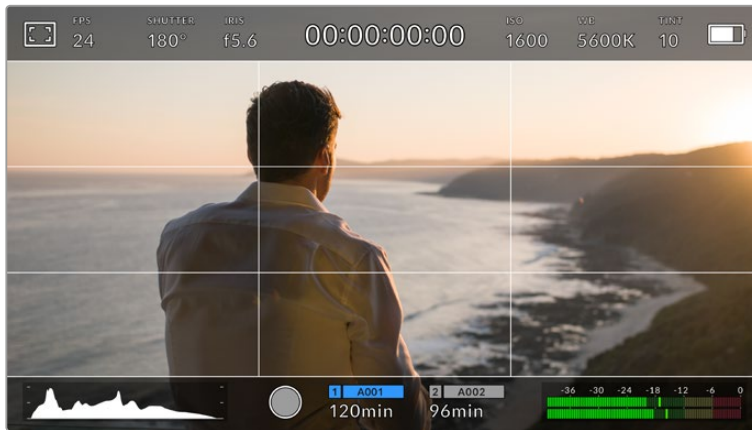 FPS SHUTTER IRIS ISO WB TINT
24 180° f5.6 00:00:00:00 1600 5600K 10
-36 -30 -24 -18 -12 -6 0
1 A001 2 A002
120min 96min